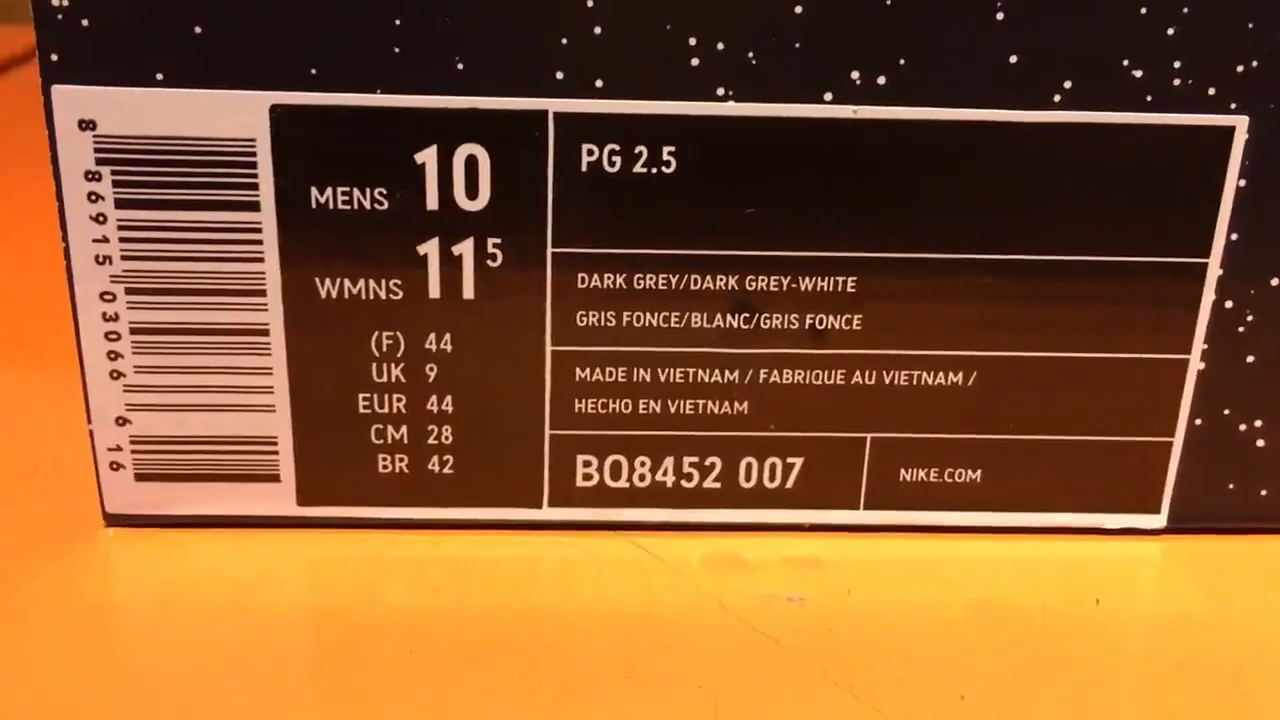 8 86915 03066 6 16
MENS 10
WMNS 11⁵
(F) 44
UK 9
EUR 44
CM 28
BR 42
PG 2.5
DARK GREY/DARK GREY-WHITE
GRIS FONCE/BLANC/GRIS FONCE
MADE IN VIETNAM / FABRIQUE AU VIETNAM /
HECHO EN VIETNAM
BQ8452 007
NIKE.COM